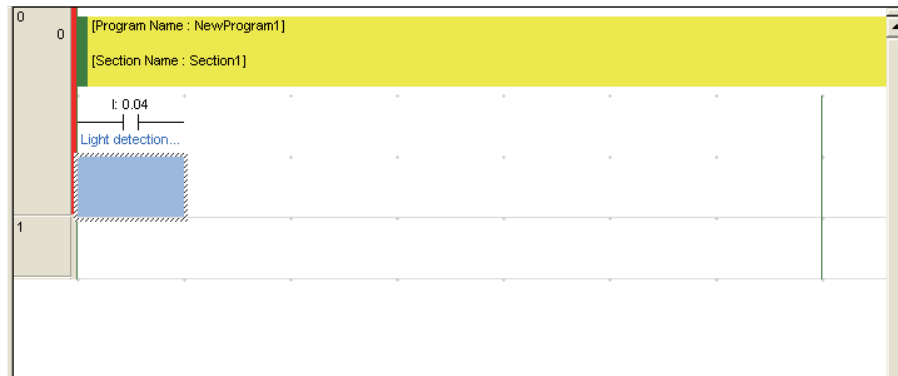 0
0
[Program Name : NewProgram1]
[Section Name : Section1]
I: 0.04
Light detection...
1